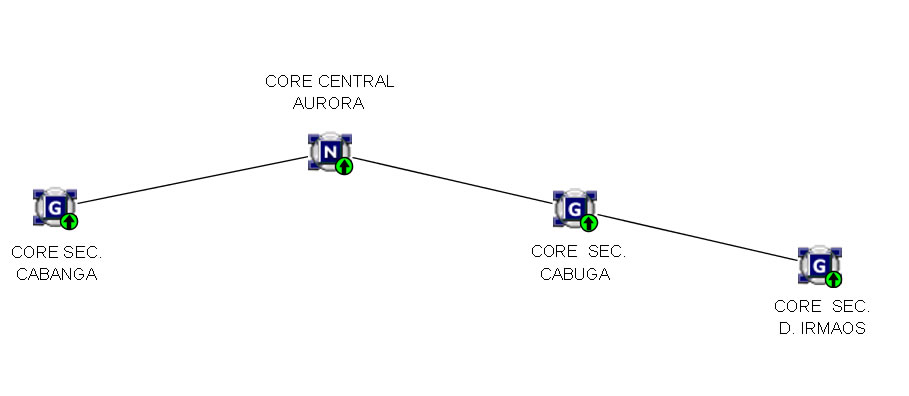 CORE CENTRAL
AURORA
N
G
CORE SEC.
CABANGA
G
CORE SEC.
CABUGA
G
CORE SEC.
D. IRMAOS